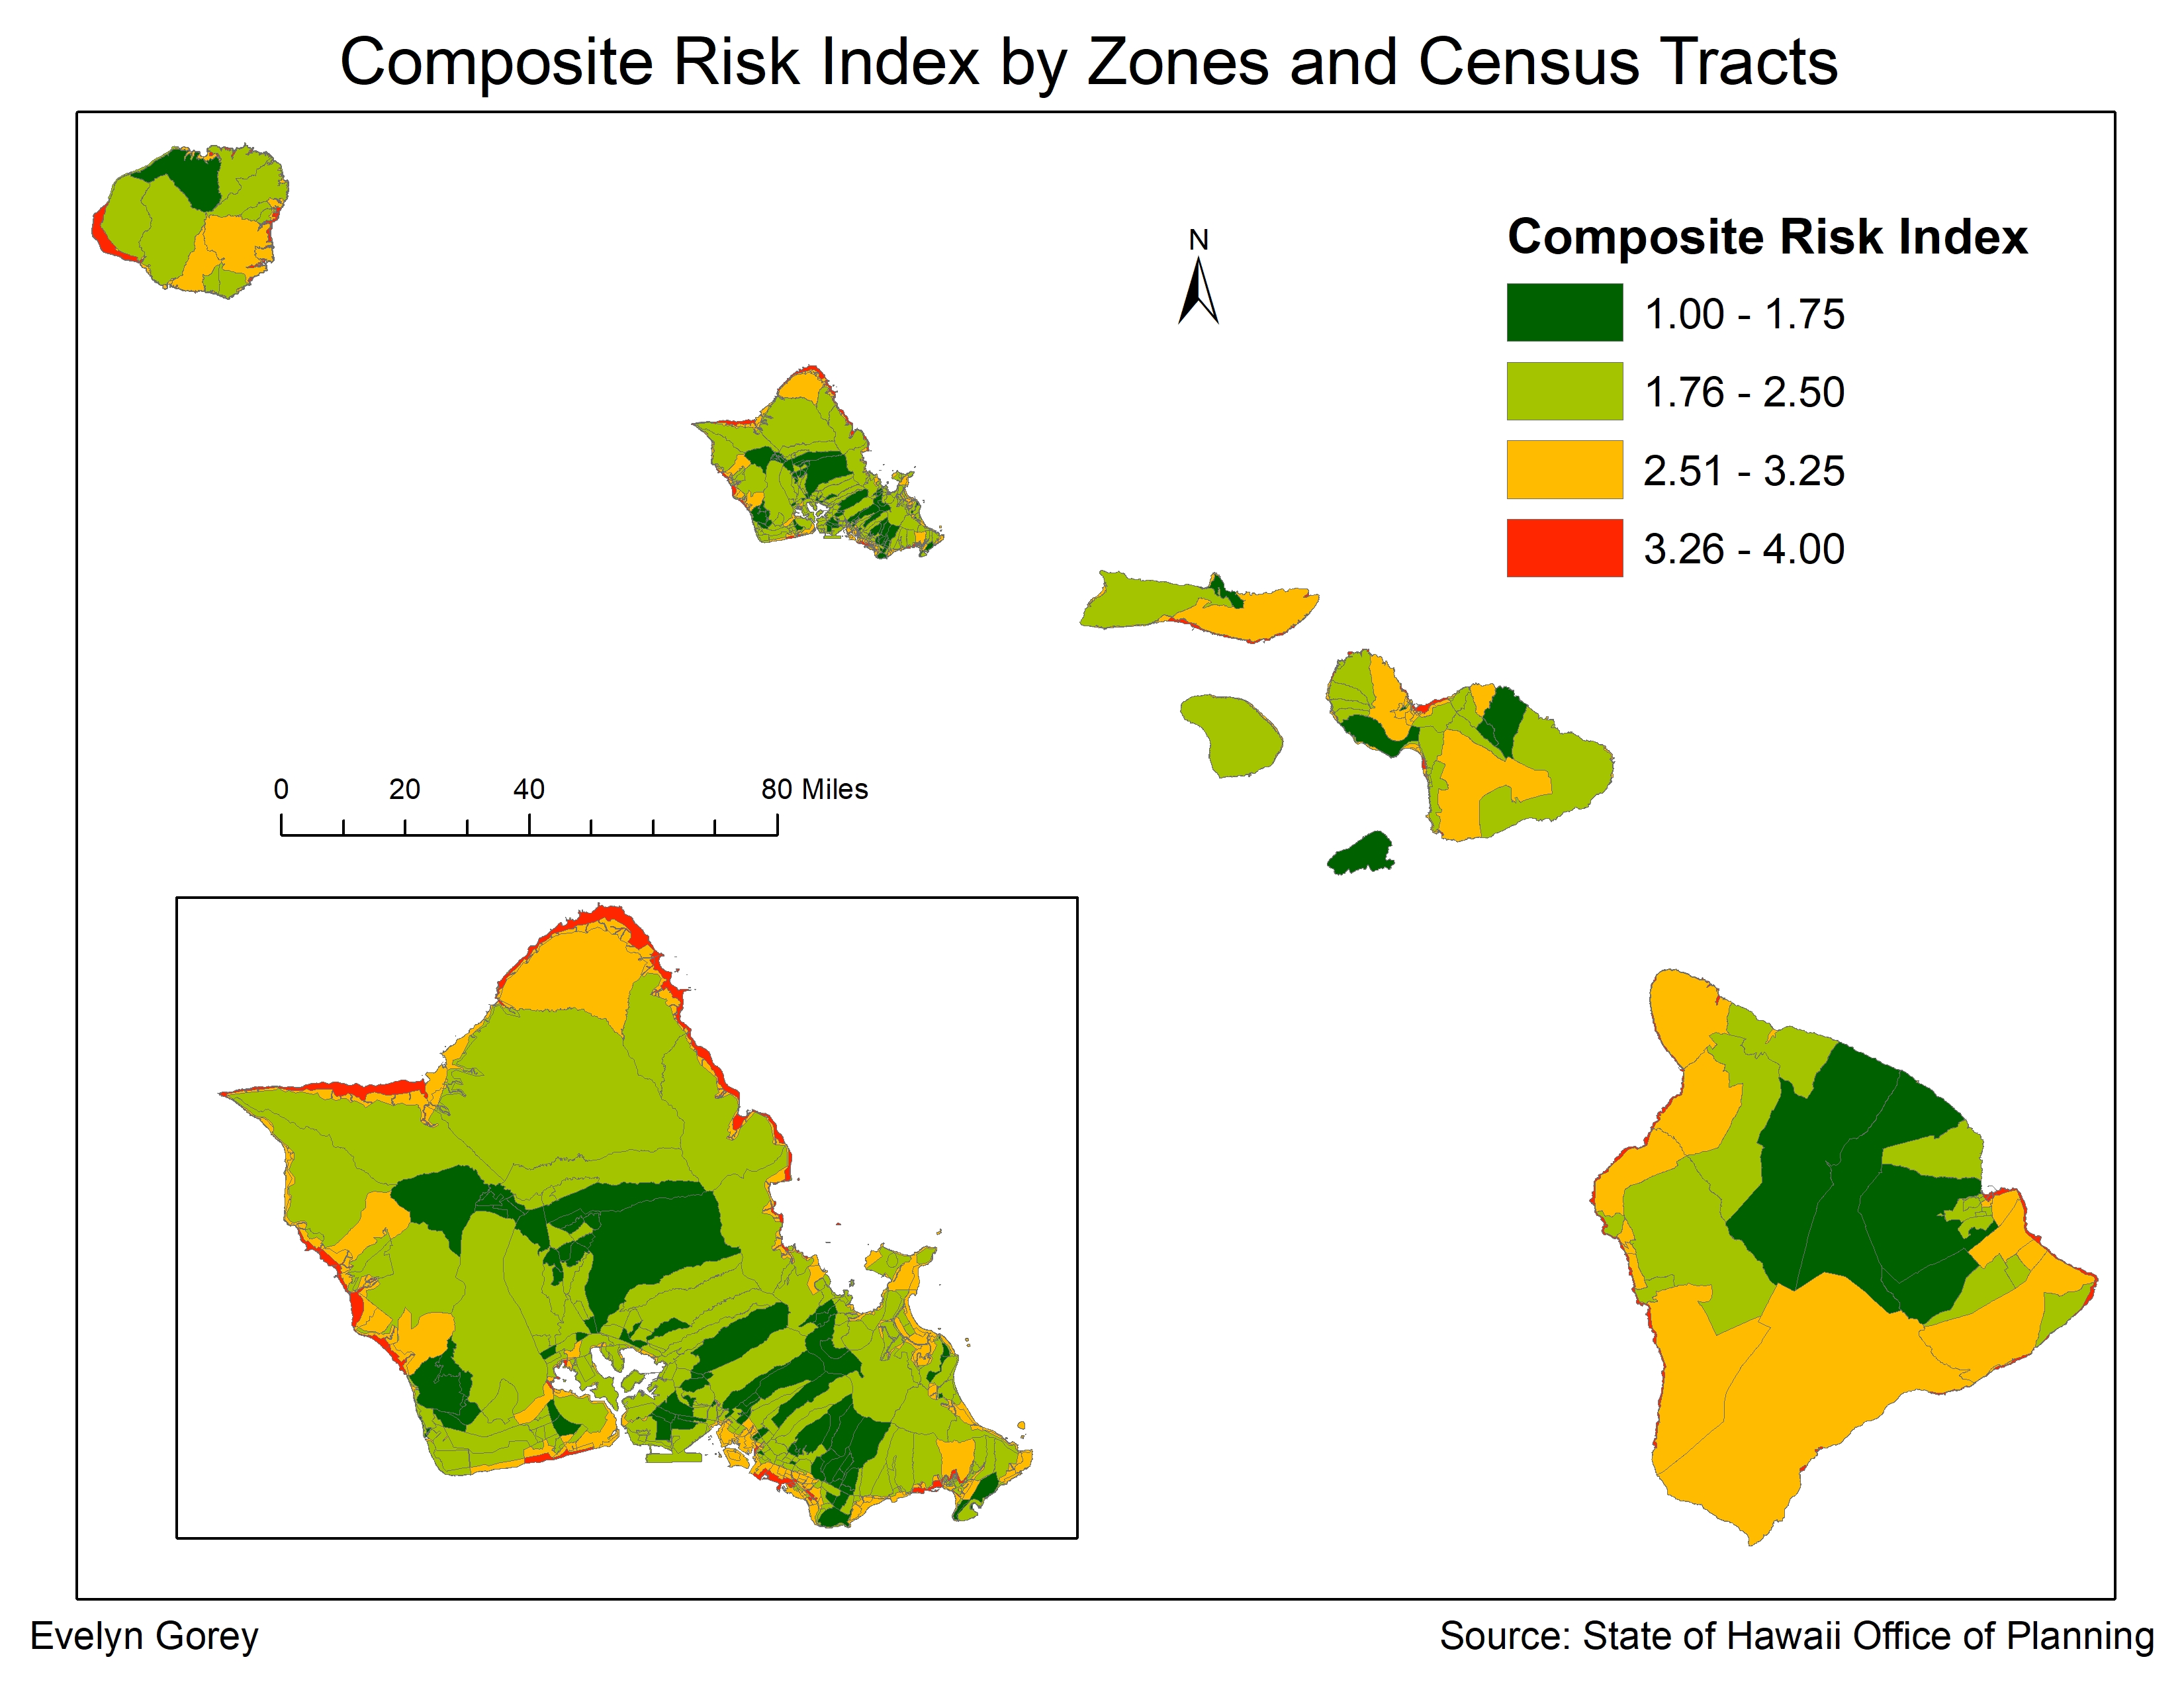 Composite Risk Index by Zones and Census Tracts
N
Composite Risk Index
1.00 - 1.75
1.76 - 2.50
2.51 - 3.25
3.26 - 4.00
0 20 40 80 Miles
Evelyn Gorey
Source: State of Hawaii Office of Planning